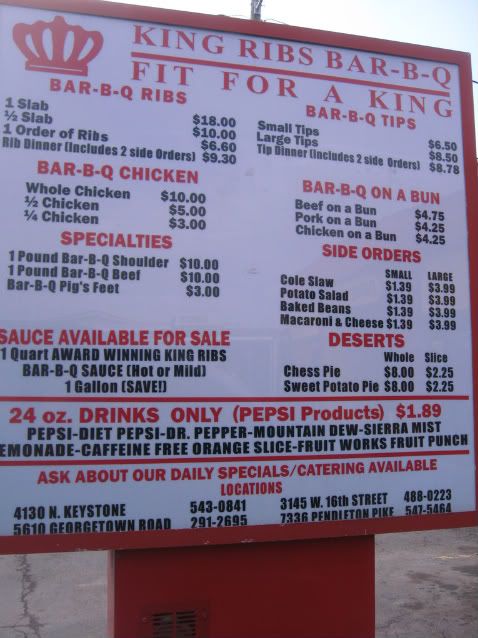 KING RIBS BAR-B-Q
FIT FOR A KING
BAR-B-Q RIBS
1 Slab $18.00
½ Slab $10.00
1 Order of Ribs $6.60
Rib Dinner (Includes 2 side Orders) $9.30
BAR-B-Q TIPS
Small Tips $6.50
Large Tips $8.50
Tip Dinner (Includes 2 side Orders) $8.78
BAR-B-Q CHICKEN
Whole Chicken $10.00
½ Chicken $5.00
¼ Chicken $3.00
BAR-B-Q ON A BUN
Beef on a Bun $4.75
Pork on a Bun $4.25
Chicken on a Bun $4.25
SPECIALTIES
1 Pound Bar-B-Q Shoulder $10.00
1 Pound Bar-B-Q Beef $10.00
Bar-B-Q Pig's Feet $3.00
SIDE ORDERS
SMALL LARGE
Cole Slaw $1.39 $3.99
Potato Salad $1.39 $3.99
Baked Beans $1.39 $3.99
Macaroni & Cheese $1.39 $3.99
SAUCE AVAILABLE FOR SALE
1 Quart AWARD WINNING KING RIBS
BAR-B-Q SAUCE (Hot or Mild)
1 Gallon (SAVE!)
DESERTS
Whole Slice
Chess Pie $8.00 $2.25
Sweet Potato Pie $8.00 $2.25
24 oz. DRINKS ONLY (PEPSI Products) $1.89
PEPSI-DIET PEPSI-DR. PEPPER-MOUNTAIN DEW-SIERRA MIST
EMONADE-CAFFEINE FREE ORANGE SLICE-FRUIT WORKS FRUIT PUNCH
ASK ABOUT OUR DAILY SPECIALS/CATERING AVAILABLE
LOCATIONS
4130 N. KEYSTONE 543-0841 3145 W. 16th STREET 488-0223
5610 GEORGETOWN ROAD 291-2695 7336 PENDLETON PIKE 547-5464